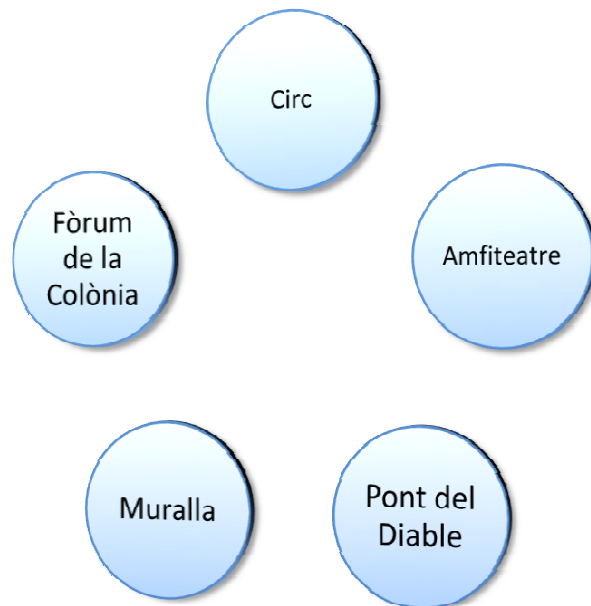 Circ
Fòrum
de la
Colònia
Amfiteatre
Muralla
Pont del
Diable